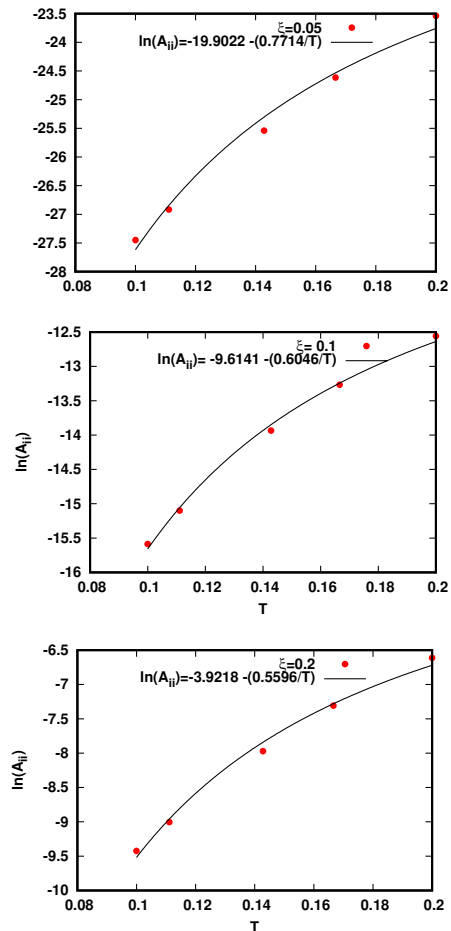 -23.5
-24
-24.5
-25
-25.5
-26
-26.5
-27
-27.5
-28
ξ=0.05
ln(A_ii)=-19.9022 -(0.7714/T)
0.08 0.1 0.12 0.14 0.16 0.18 0.2
-12.5
-13
-13.5
-14
-14.5
-15
-15.5
-16
ln(A_ii)
ξ= 0.1
ln(A_ii)= -9.6141 -(0.6046/T)
0.08 0.1 0.12 0.14 0.16 0.18 0.2
T
-6.5
-7
-7.5
-8
-8.5
-9
-9.5
-10
ln(A_ii)
ξ=0.2
ln(A_ii)=-3.9218 -(0.5596/T)
0.08 0.1 0.12 0.14 0.16 0.18 0.2
T